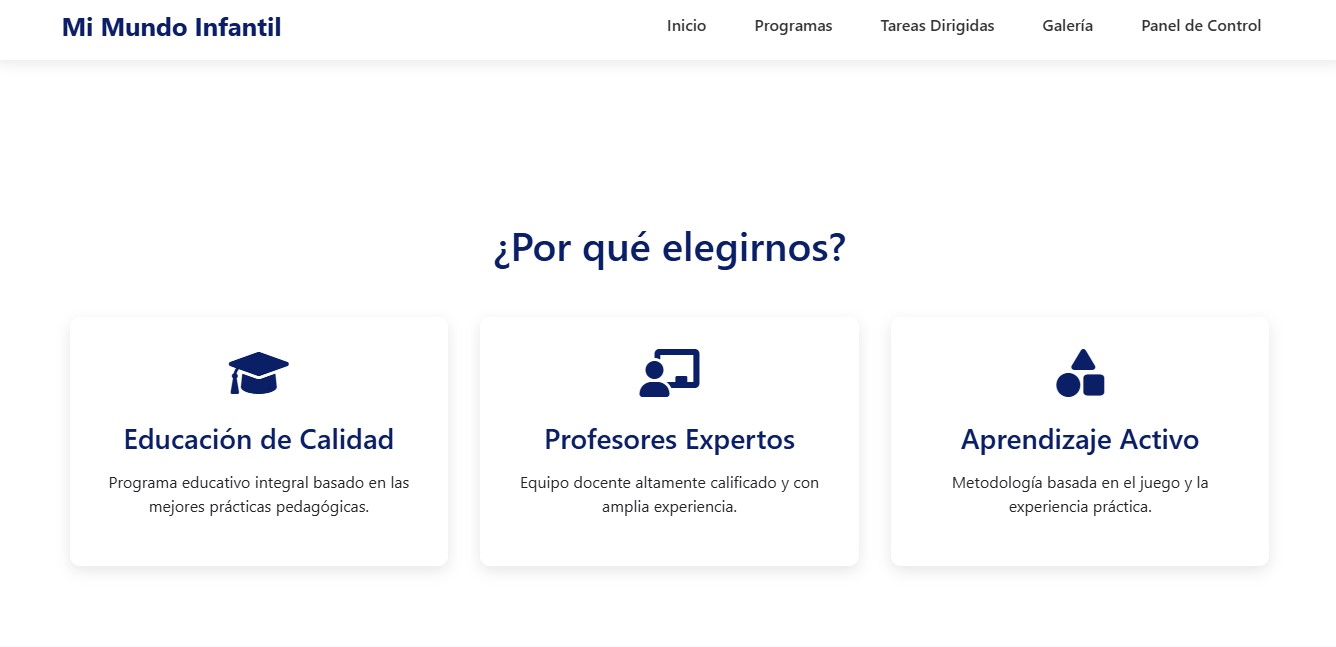 Mi Mundo Infantil
Inicio Programas Tareas Dirigidas Galería Panel de Control
¿Por qué elegirnos?
Educación de Calidad
Programa educativo integral basado en las
mejores prácticas pedagógicas.
Profesores Expertos
Equipo docente altamente calificado y con
amplia experiencia.
Aprendizaje Activo
Metodología basada en el juego y la
experiencia práctica.